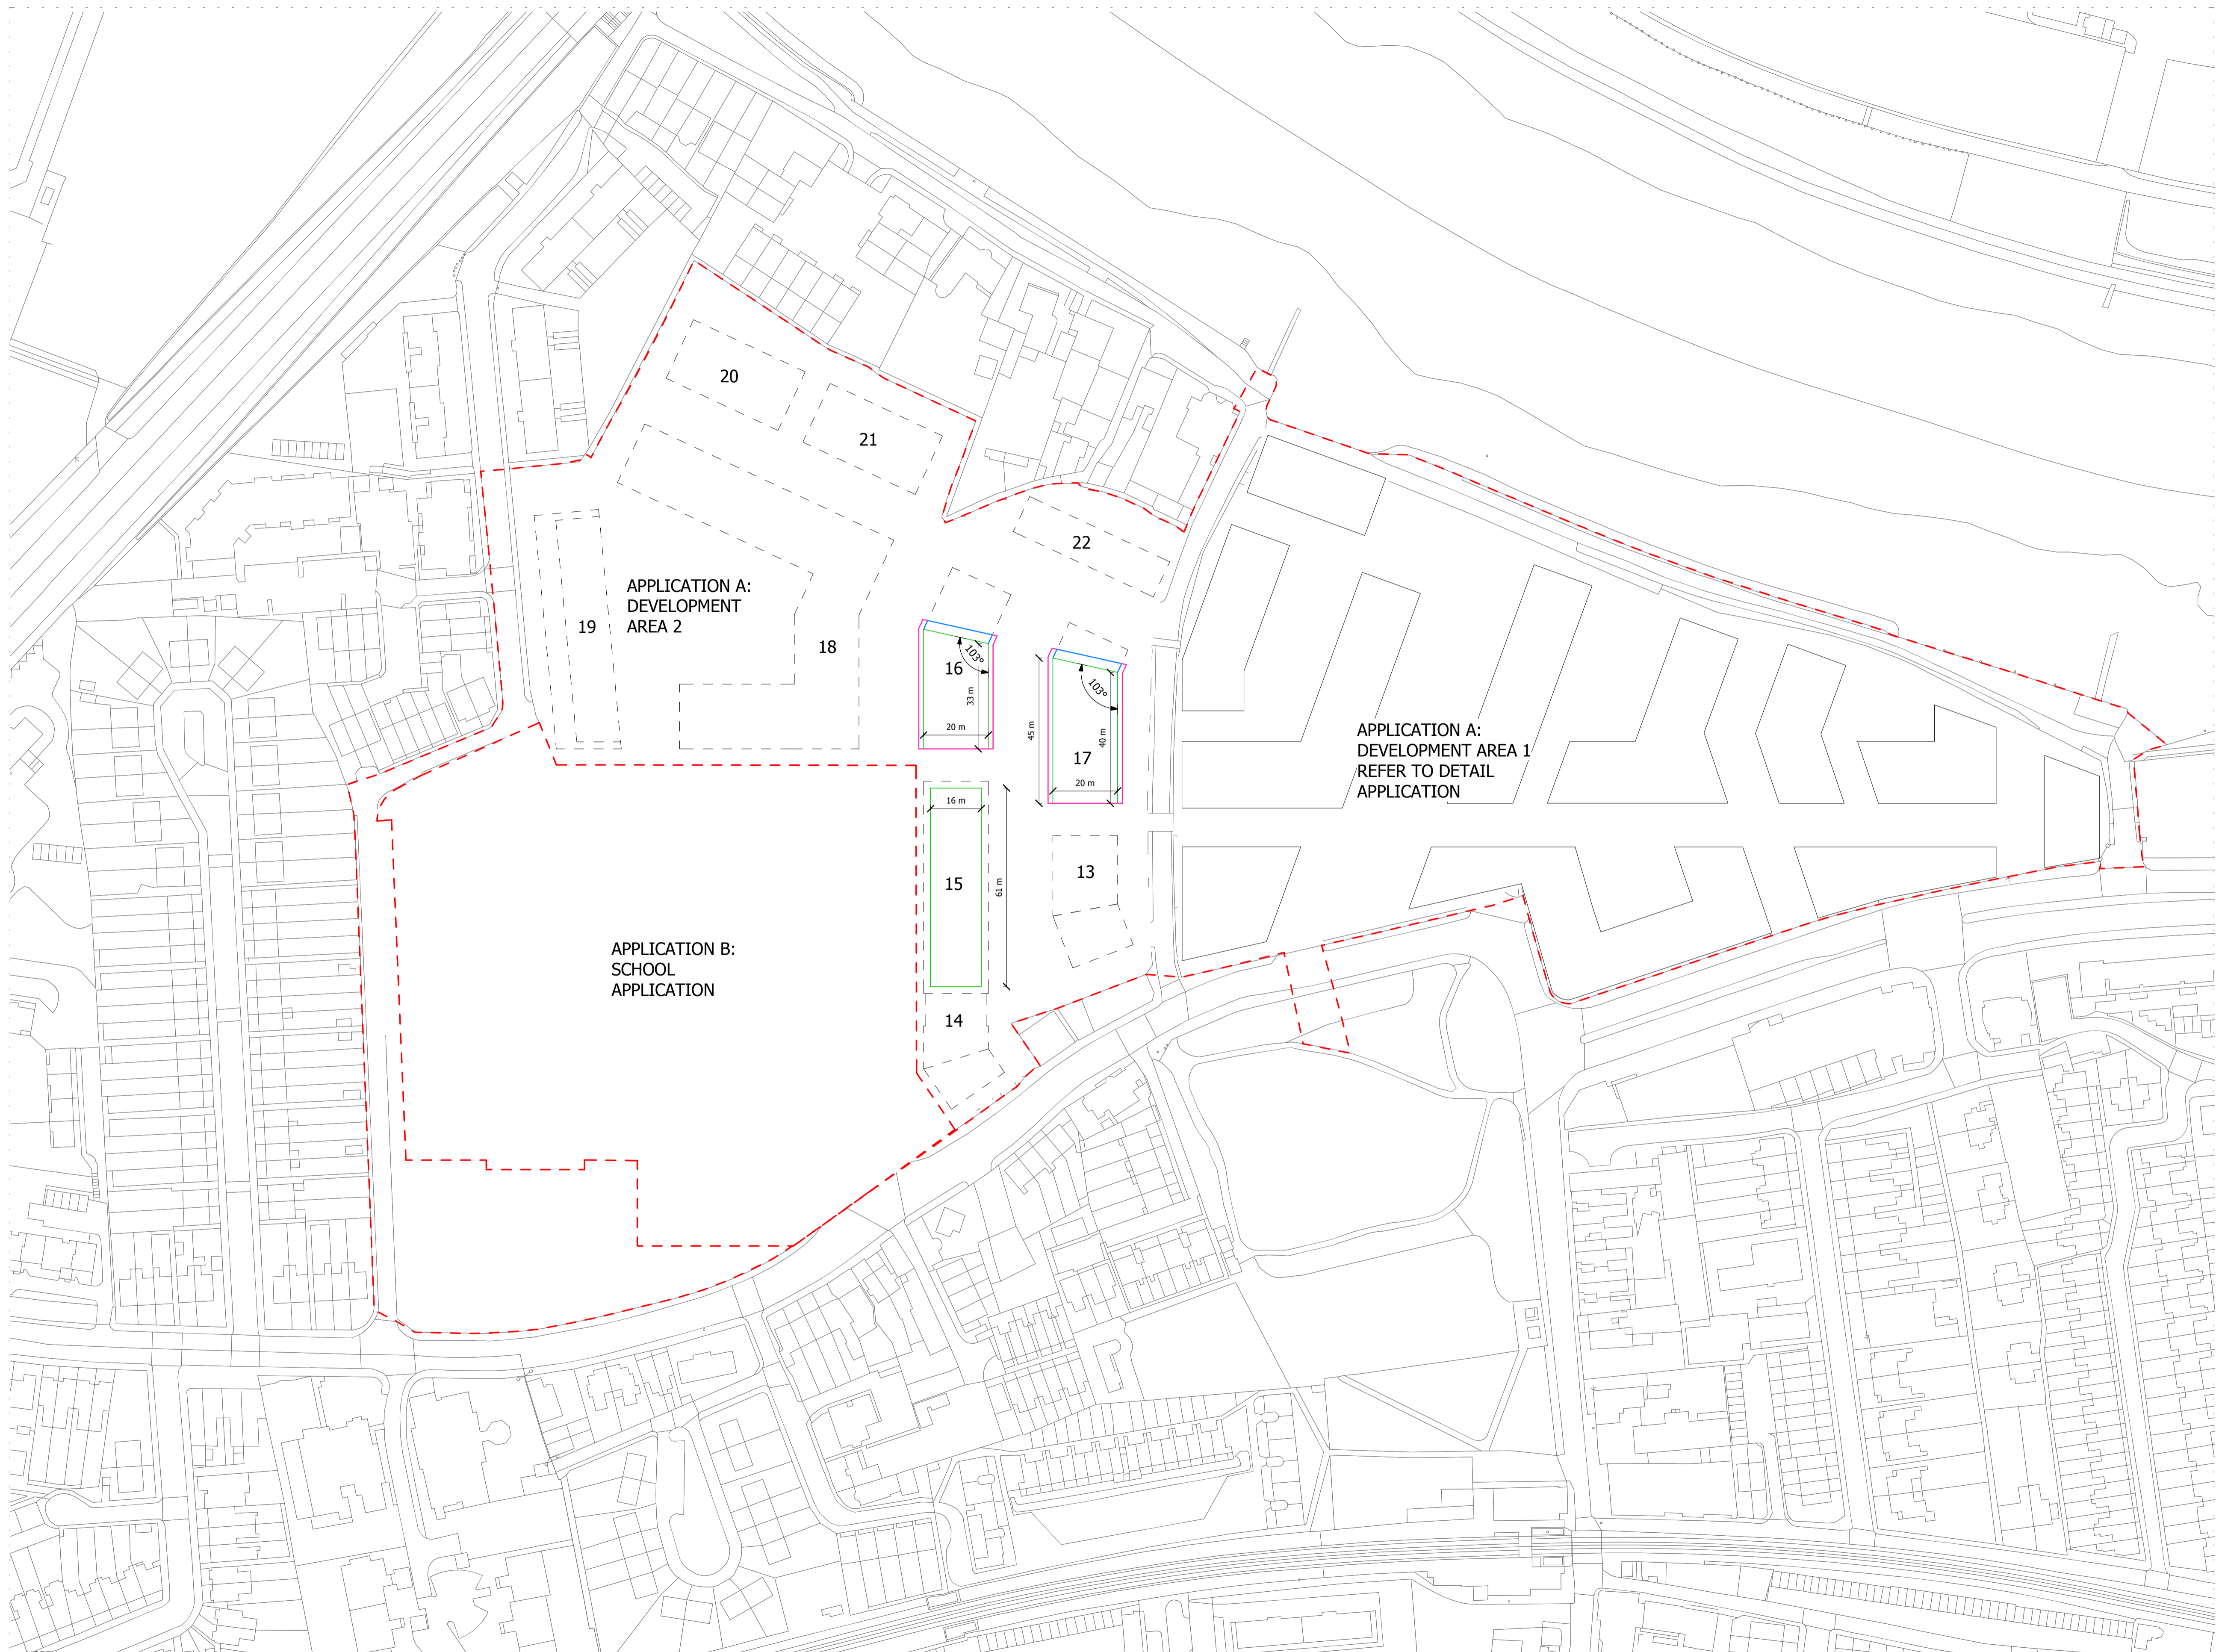 20
21
22
APPLICATION A:
DEVELOPMENT
AREA 2
19
18
16
103°
33 m
20 m
103°
45 m
40 m
17
20 m
APPLICATION A:
DEVELOPMENT AREA 1
REFER TO DETAIL
APPLICATION
16 m
15
61 m
13
APPLICATION B:
SCHOOL
APPLICATION
14